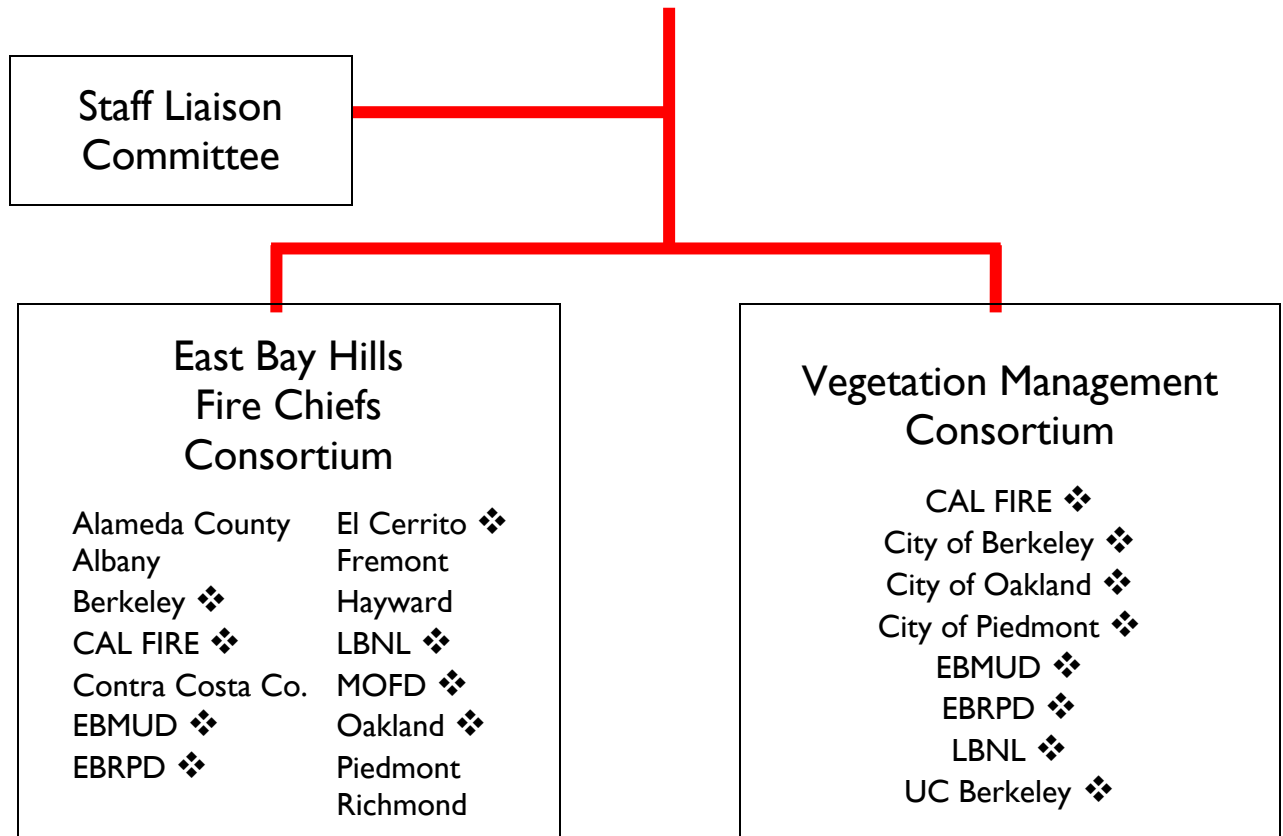 Staff Liaison
Committee
East Bay Hills
Fire Chiefs
Consortium
Alameda County
Albany
Berkeley ❖
CAL FIRE ❖
Contra Costa Co.
EBMUD ❖
EBRPD ❖
El Cerrito ❖
Fremont
Hayward
LBNL ❖
MOFD ❖
Oakland ❖
Piedmont
Richmond
Vegetation Management
Consortium
CAL FIRE ❖
City of Berkeley ❖
City of Oakland ❖
City of Piedmont ❖
EBMUD ❖
EBRPD ❖
LBNL ❖
UC Berkeley ❖